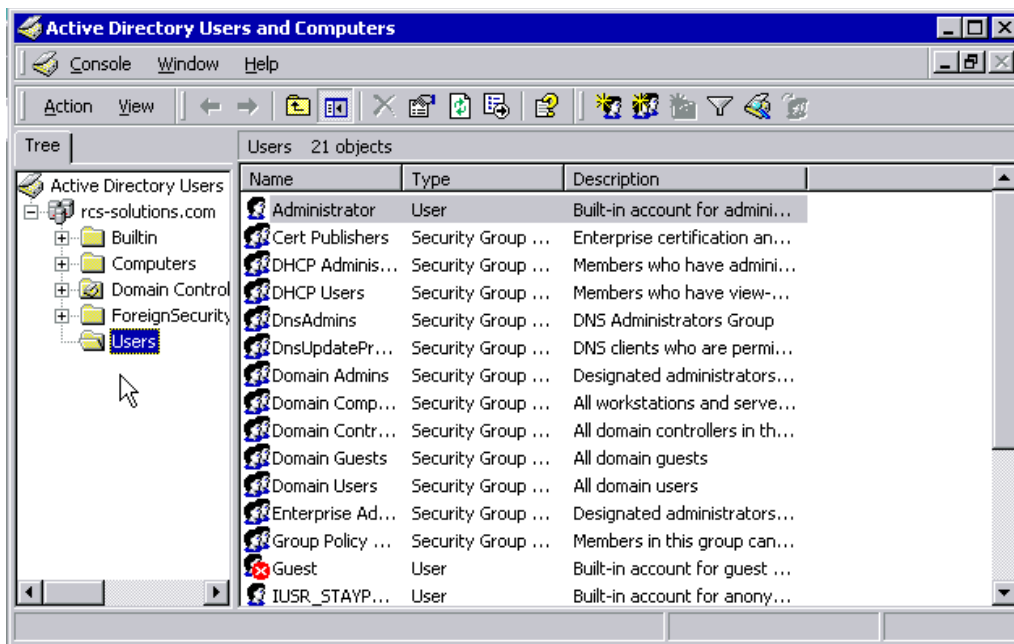 Active Directory Users and Computers
Console Window Help
Action View
Tree
Users 21 objects
Active Directory Users
rcs-solutions.com
Builtin
Computers
Domain Control
ForeignSecurity
Users
Name Type Description
Administrator User Built-in account for admini...
Cert Publishers Security Group ... Enterprise certification an...
DHCP Adminis... Security Group ... Members who have admini...
DHCP Users Security Group ... Members who have view-...
DnsAdmins Security Group ... DNS Administrators Group
DnsUpdatePr... Security Group ... DNS clients who are permi...
Domain Admins Security Group ... Designated administrators...
Domain Comp... Security Group ... All workstations and serve...
Domain Contr... Security Group ... All domain controllers in th...
Domain Guests Security Group ... All domain guests
Domain Users Security Group ... All domain users
Enterprise Ad... Security Group ... Designated administrators...
Group Policy ... Security Group ... Members in this group can...
Guest User Built-in account for guest ...
IUSR_STAYP... User Built-in account for anony...